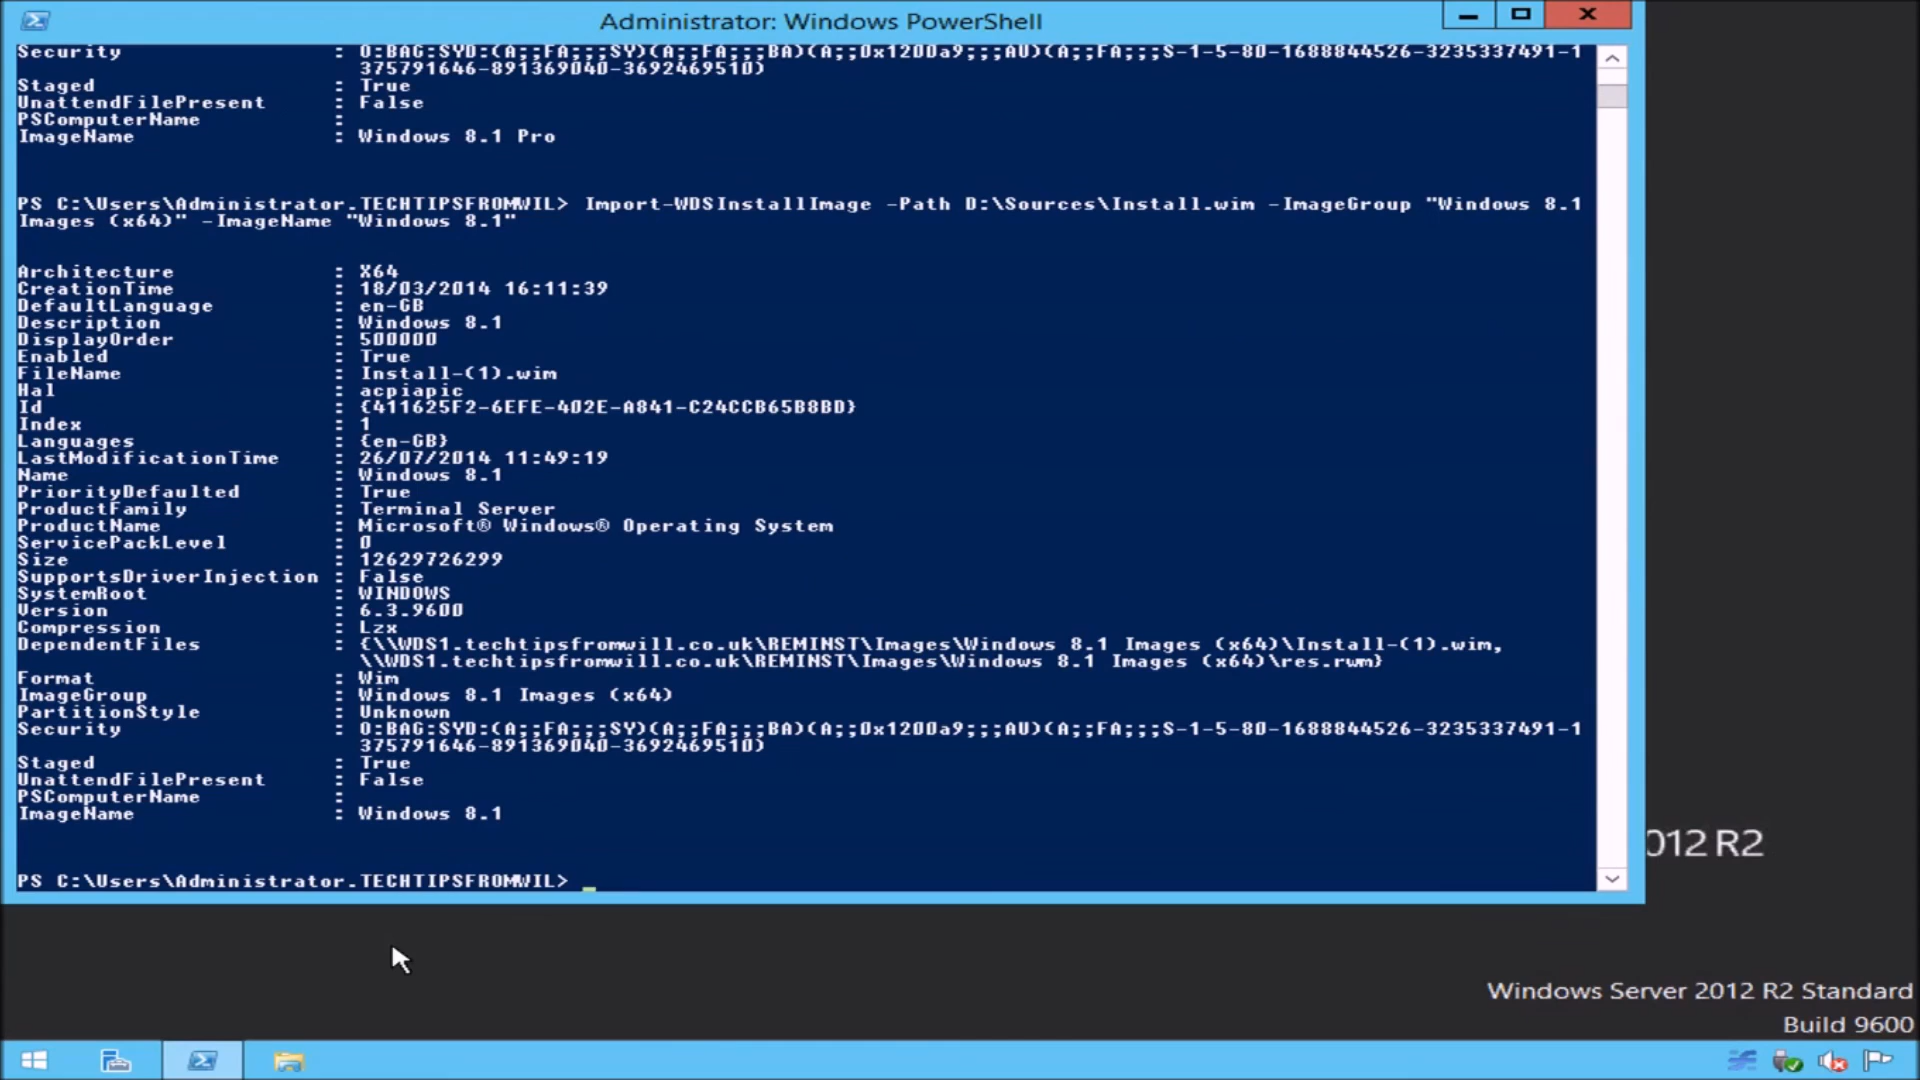 Administrator: Windows PowerShell
Security : O:BAG:SYD:(A;;FA;;;SY)(A;;FA;;;BA)(A;;0x1200a9;;;AU)(A;;FA;;;S-1-5-80-1688844526-3235337491-1
375791646-891369040-3692469510)
Staged : True
UnattendFilePresent : False
PSComputerName :
ImageName : Windows 8.1 Pro
PS C:\Users\Administrator.TECHTIPSFROMWIL> Import-WDSInstallImage -Path D:\Sources\Install.wim -ImageGroup "Windows 8.1
Images (x64)" -ImageName "Windows 8.1"
Architecture : X64
CreationTime : 18/03/2014 16:11:39
DefaultLanguage : en-GB
Description : Windows 8.1
DisplayOrder : 500000
Enabled : True
FileName : Install-(1).wim
Hal : acpiapic
Id : {411625F2-6EFE-402E-A841-C24CCB65B8BD}
Index : 1
Languages : {en-GB}
LastModificationTime : 26/07/2014 11:49:19
Name : Windows 8.1
PriorityDefaulted : True
ProductFamily : Terminal Server
ProductName : Microsoft® Windows® Operating System
ServicePackLevel : 0
Size : 12629726299
SupportsDriverInjection : False
SystemRoot : WINDOWS
Version : 6.3.9600
Compression : Lzx
DependentFiles : {\\WDS1.techtipsfromwill.co.uk\REMINST\Images\Windows 8.1 Images (x64)\Install-(1).wim,
\\WDS1.techtipsfromwill.co.uk\REMINST\Images\Windows 8.1 Images (x64)\res.rwm}
Format : Wim
ImageGroup : Windows 8.1 Images (x64)
PartitionStyle : Unknown
Security : O:BAG:SYD:(A;;FA;;;SY)(A;;FA;;;BA)(A;;0x1200a9;;;AU)(A;;FA;;;S-1-5-80-1688844526-3235337491-1
375791646-891369040-3692469510)
Staged : True
UnattendFilePresent : False
PSComputerName :
ImageName : Windows 8.1
PS C:\Users\Administrator.TECHTIPSFROMWIL> _
012 R2
Windows Server 2012 R2 Standard
Build 9600